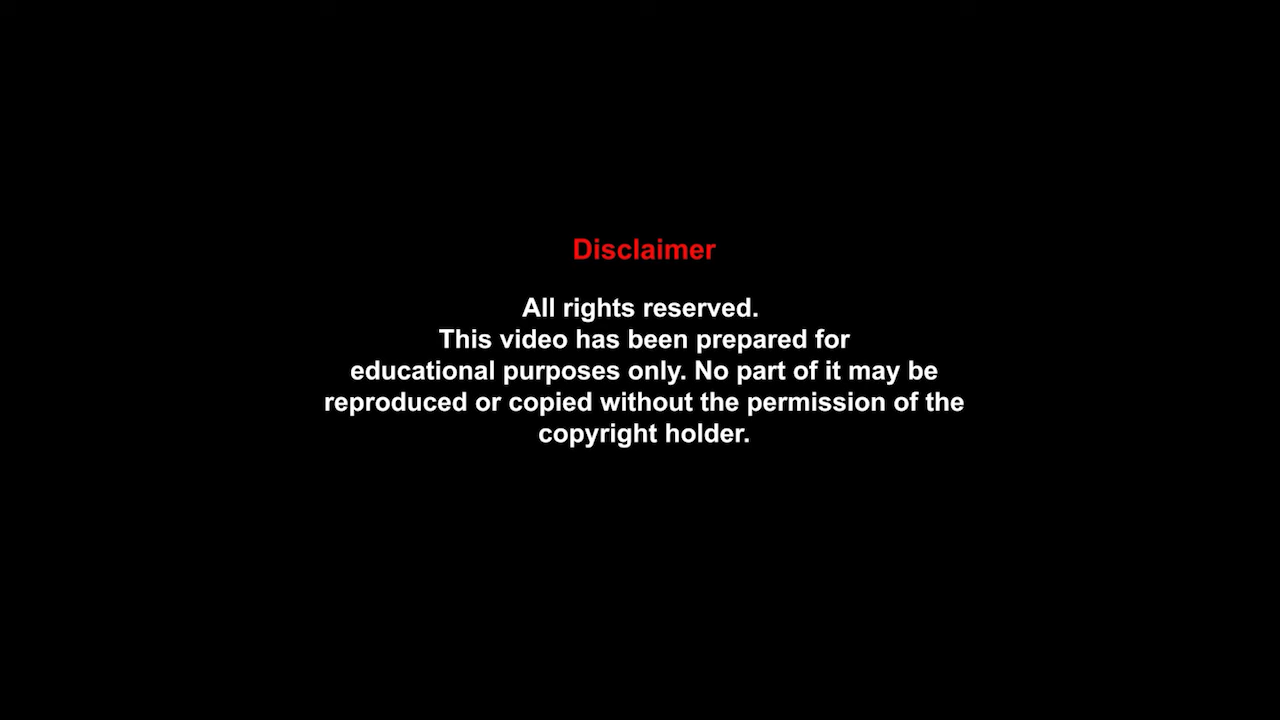 Disclaimer
All rights reserved.
This video has been prepared for
educational purposes only. No part of it may be
reproduced or copied without the permission of the
copyright holder.